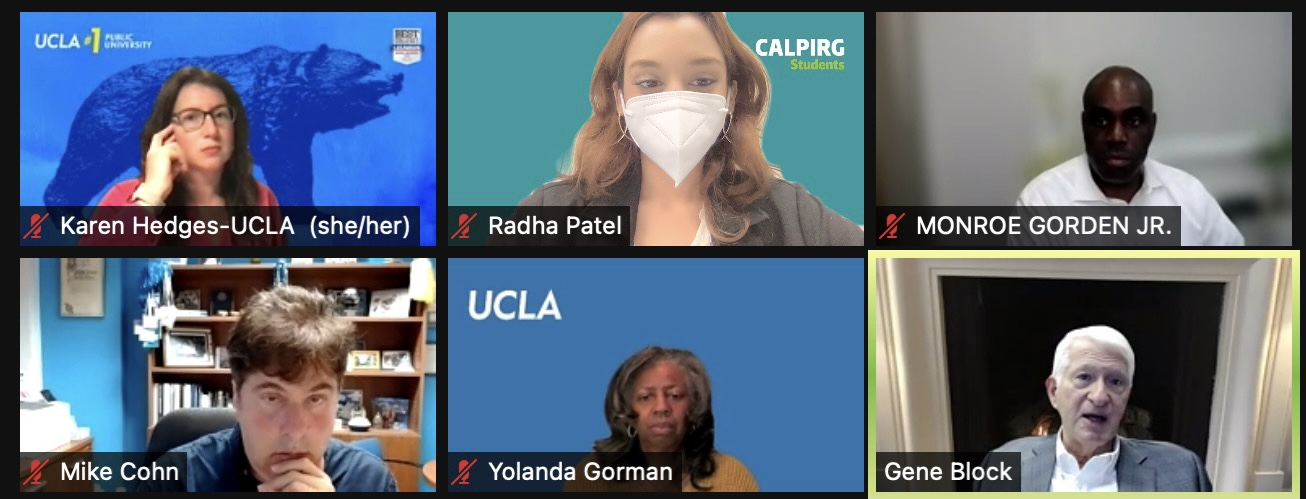 UCLA #1 PUBLIC
UNIVERSITY
BEST
CALPIRG
Students
Karen Hedges-UCLA (she/her)
Radha Patel
MONROE GORDEN JR.
UCLA
Mike Cohn
Yolanda Gorman
Gene Block